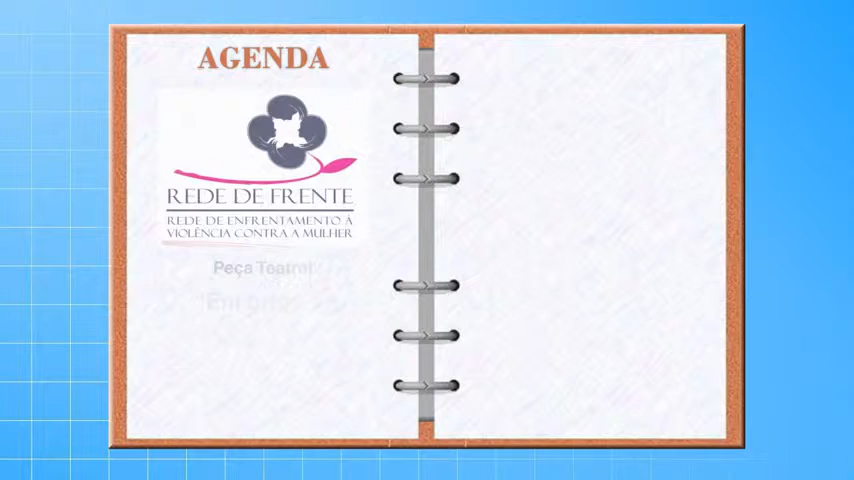 AGENDA
REDE DE FRENTE
REDE DE ENFRENTAMENTO À
VIOLÊNCIA CONTRA A MULHER
Peça Teatral